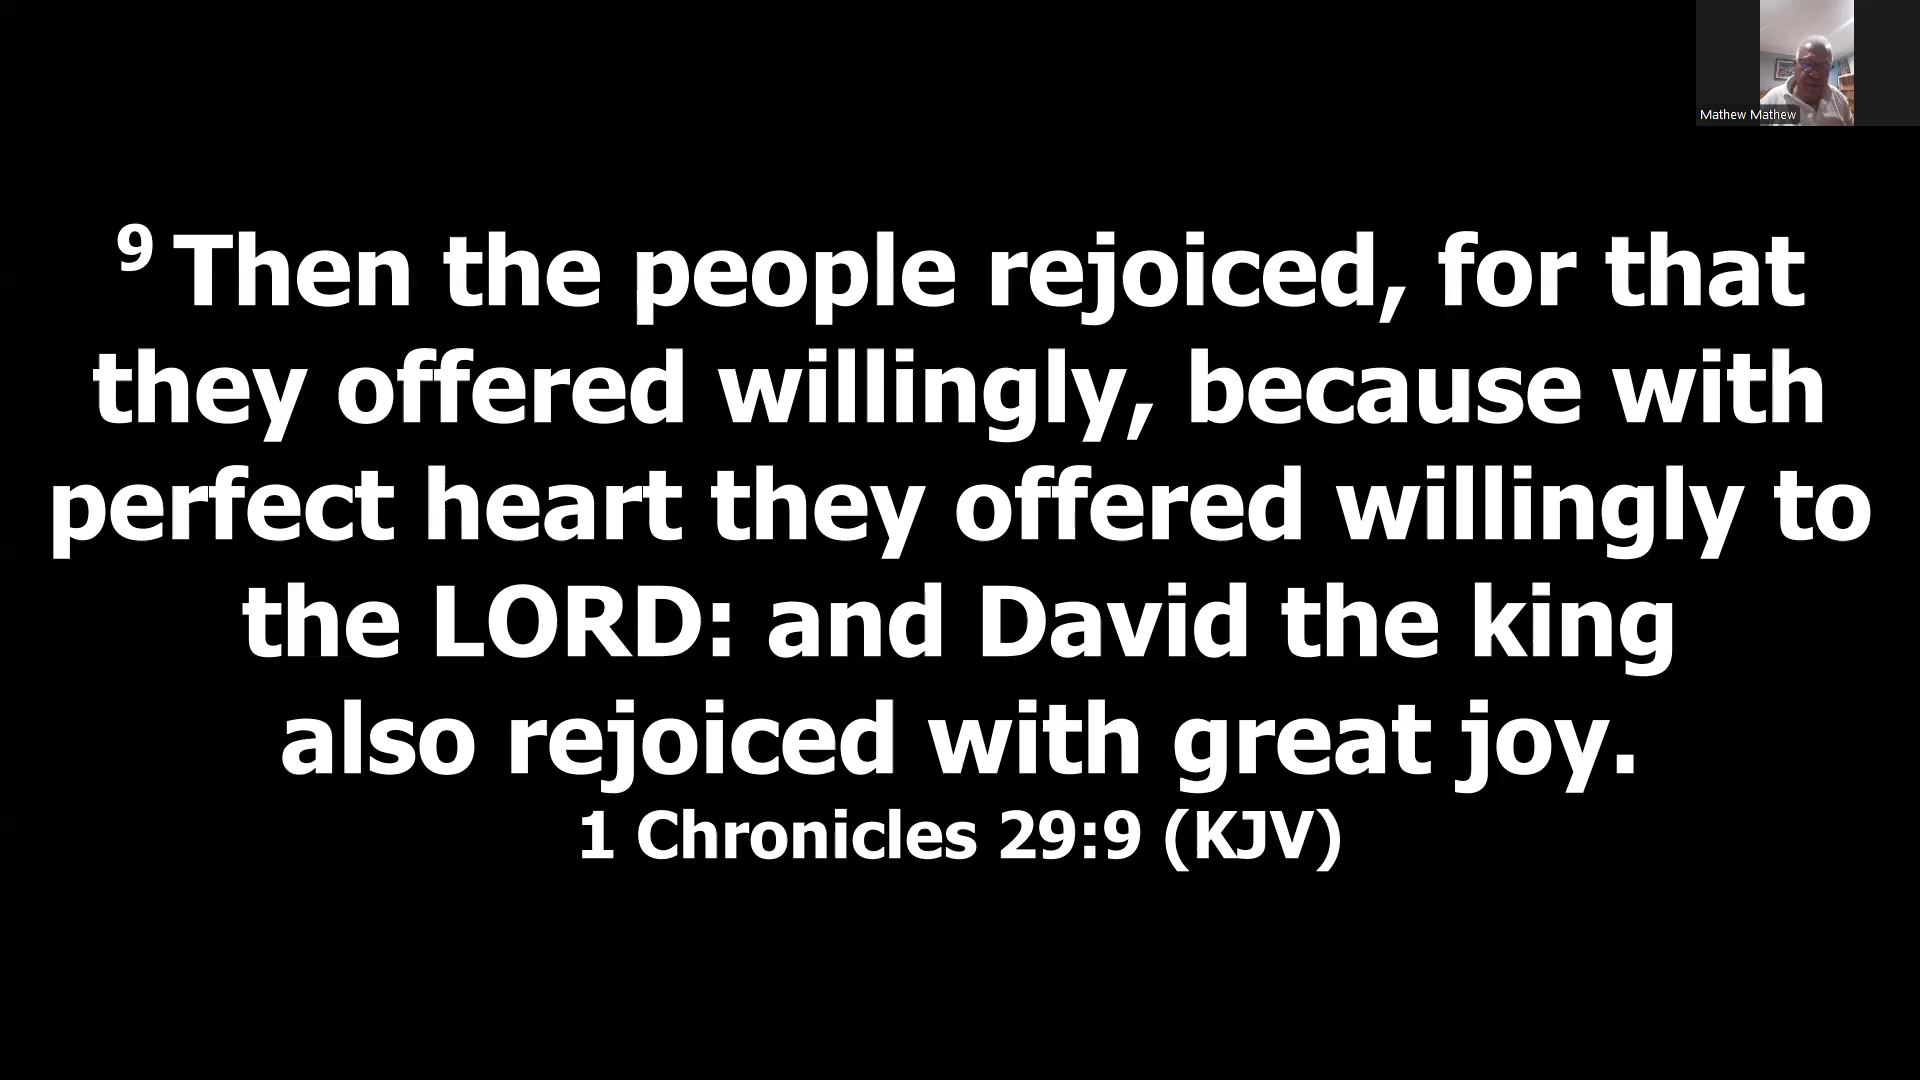 Mathew Mathew
9 Then the people rejoiced, for that
they offered willingly, because with
perfect heart they offered willingly to
the LORD: and David the king
also rejoiced with great joy.
1 Chronicles 29:9 (KJV)